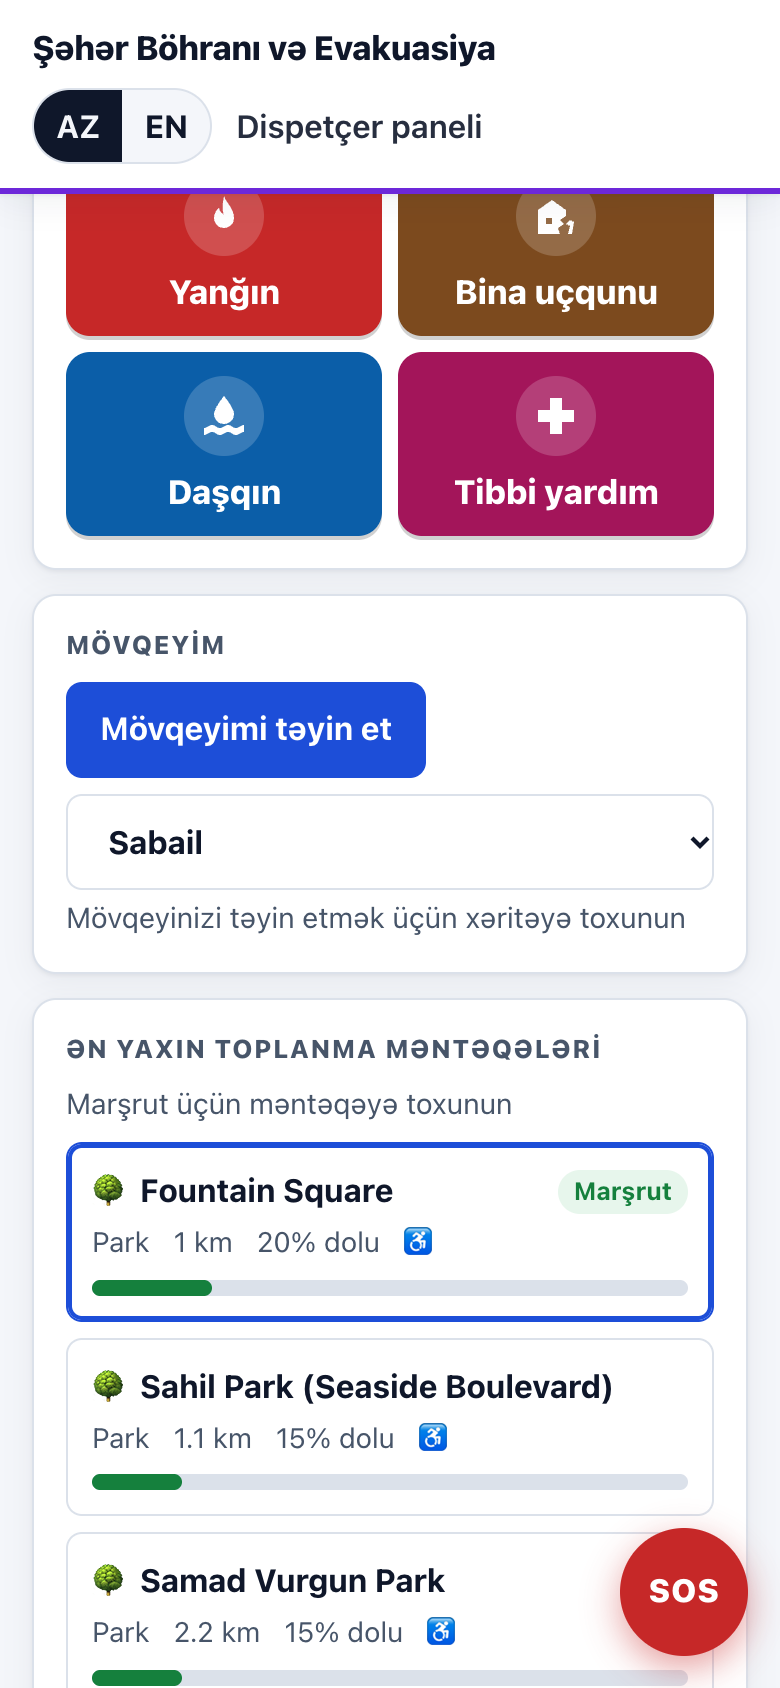 Şəhər Böhranı və Evakuasiya
AZ EN Dispetçer paneli
Yanğın Bina uçqunu
Daşqın Tibbi yardım
MÖVQEYİM
Mövqeyimi təyin et
Sabail
Mövqeyinizi təyin etmək üçün xəritəyə toxunun
ƏN YAXIN TOPLANMA MƏNTƏQƏLƏRİ
Marşrut üçün məntəqəyə toxunun
Fountain Square Marşrut
Park 1 km 20% dolu
Sahil Park (Seaside Boulevard)
Park 1.1 km 15% dolu
Samad Vurgun Park
SOS
Park 2.2 km 15% dolu